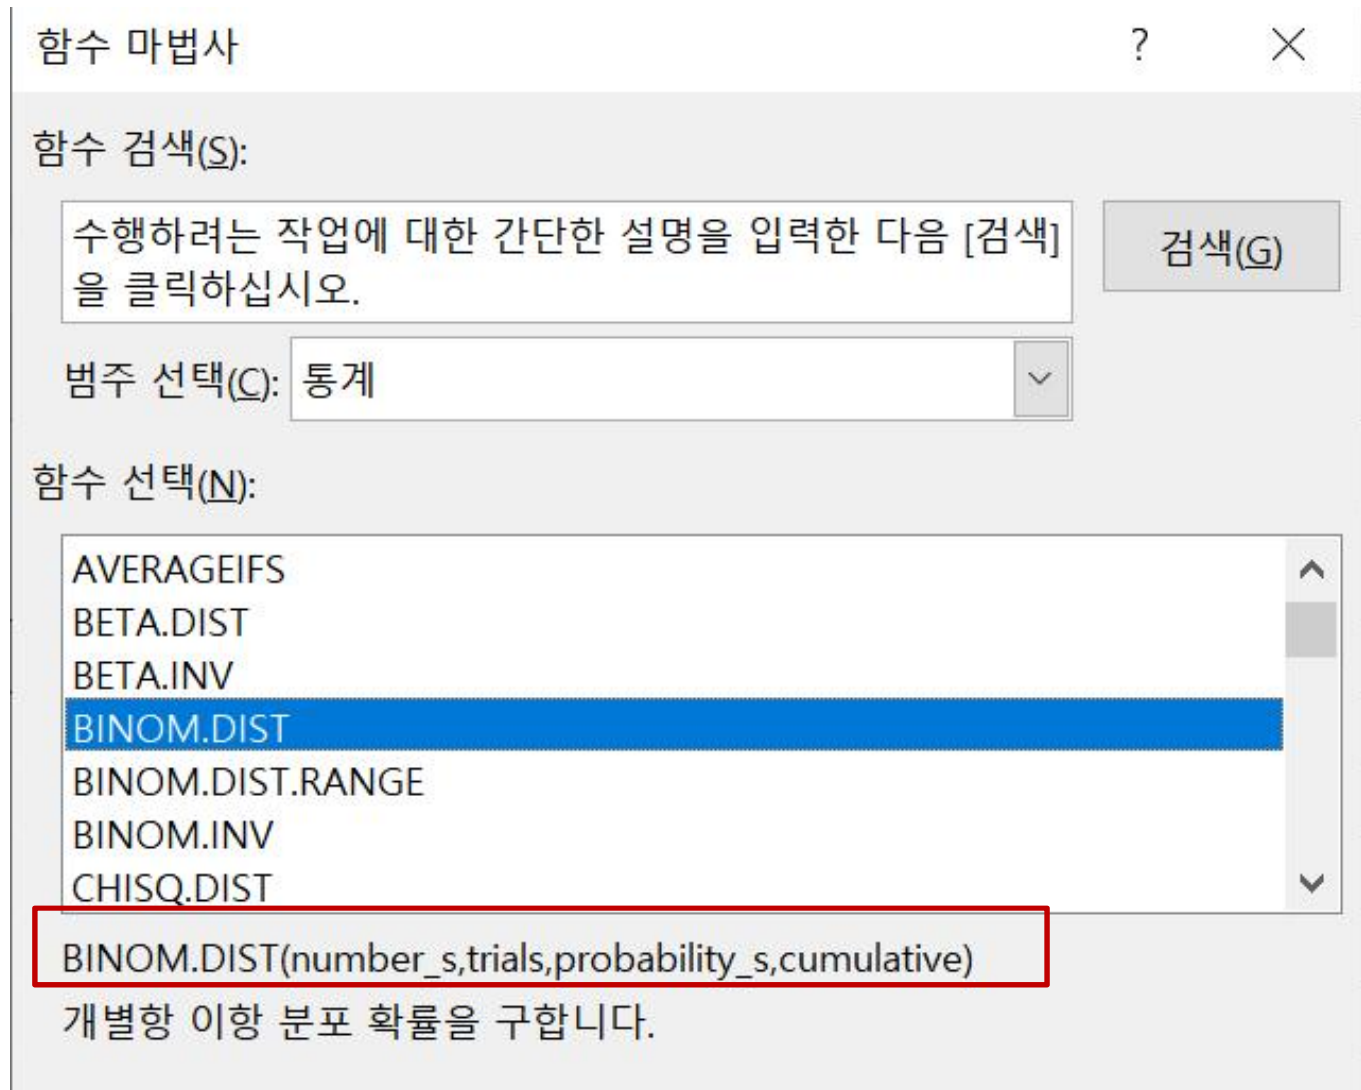 함수 마법사 ?
함수 검색(S):
수행하려는 작업에 대한 간단한 설명을 입력한 다음 [검색]
을 클릭하십시오.
검색(G)
범주 선택(C): 통계
함수 선택(N):
AVERAGEIFS
BETA.DIST
BETA.INV
BINOM.DIST
BINOM.DIST.RANGE
BINOM.INV
CHISQ.DIST
BINOM.DIST(number_s,trials,probability_s,cumulative)
개별항 이항 분포 확률을 구합니다.